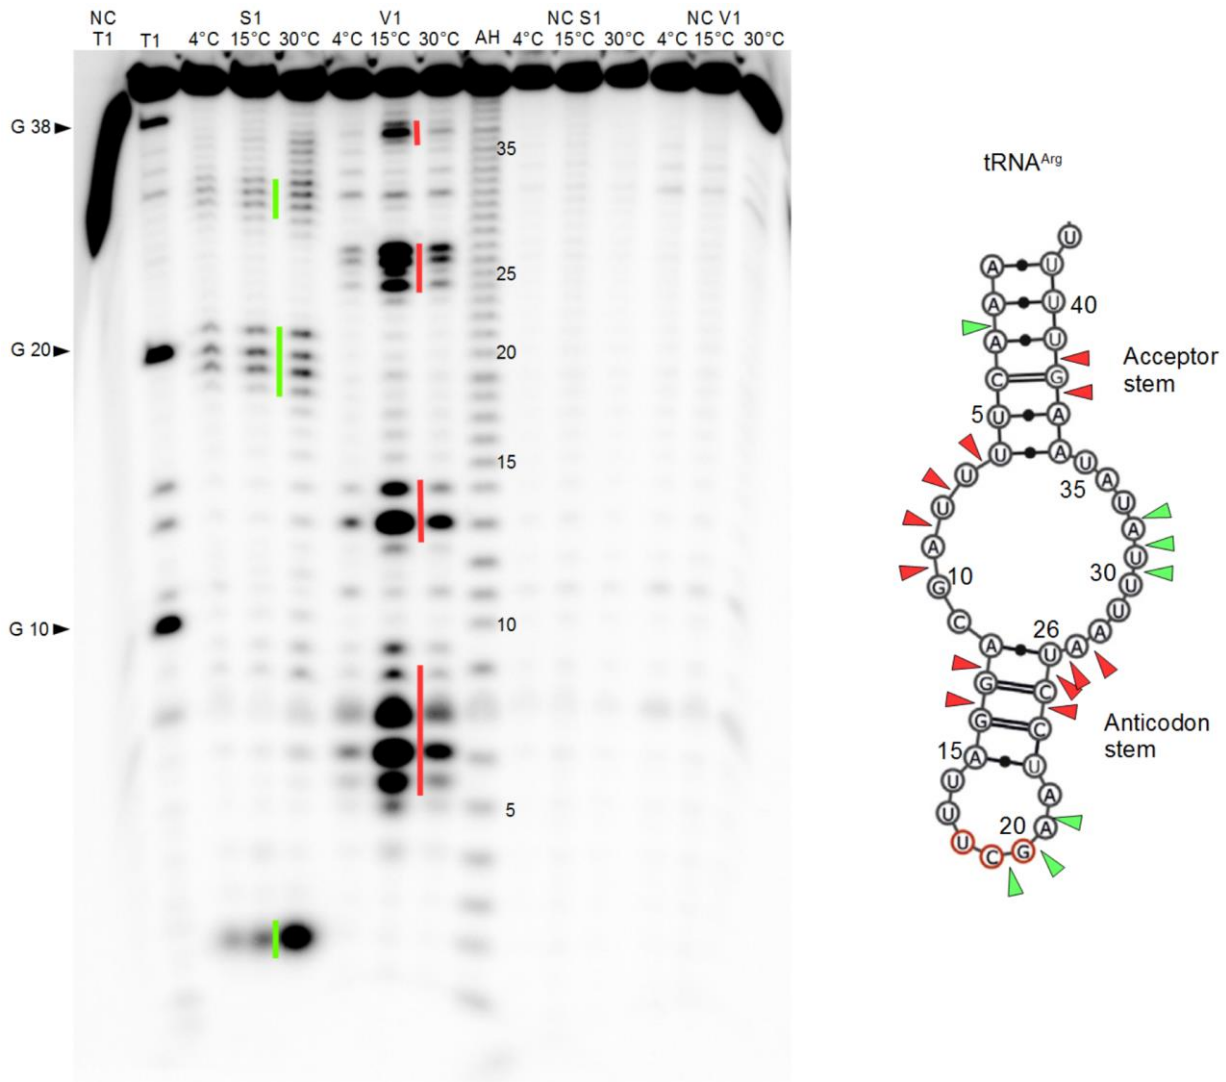 NC S1 V1 NC S1 NC V1
T1 T1 4°C 15°C 30°C 4°C 15°C 30°C AH 4°C 15°C 30°C 4°C 15°C 30°C
G 38
35
25
G 20
20
15
G 10
10
5
tRNAArg
U
A U
A U 40
A U
C G
5 U A
U A
U U
35
U A
U
A A
G 10 U
30 U
C U
26 A
A U A
G C
G C
15 A U
U A
U 20 A
U C G
Acceptor
stem
Anticodon
stem